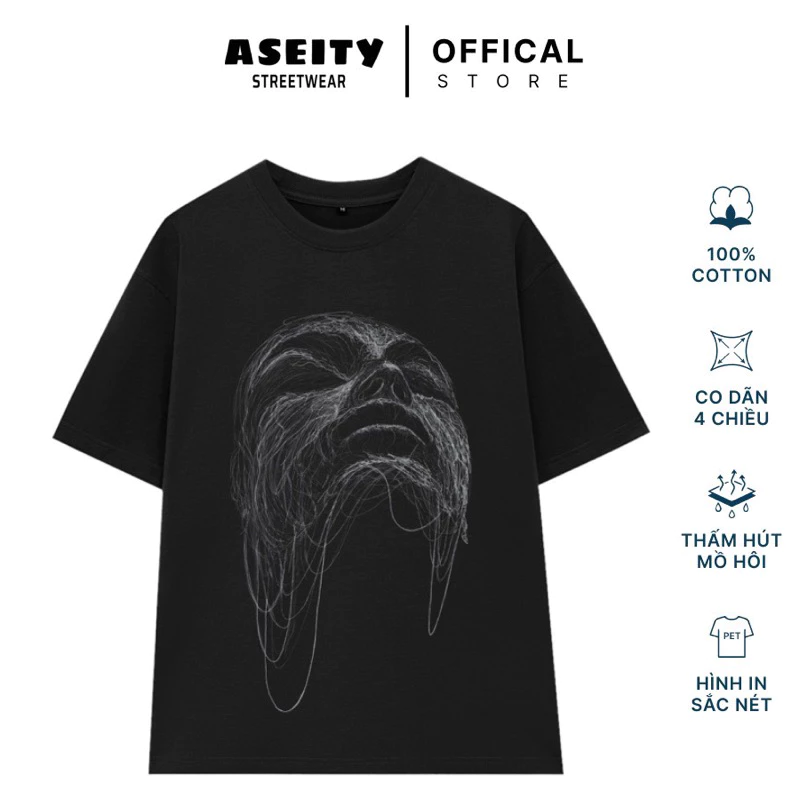 ASEITY
STREETWEAR
OFFICAL
STORE
100%
COTTON
CO DÃN
4 CHIỀU
THẤM HÚT
MỒ HÔI
PET
HÌNH IN
SẮC NÉT